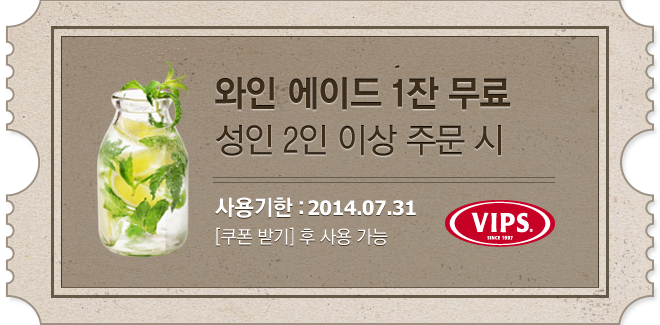 와인 에이드 1잔 무료
성인 2인 이상 주문 시
사용기한 : 2014.07.31
[쿠폰 받기] 후 사용 가능
VIPS.
SINCE 1997